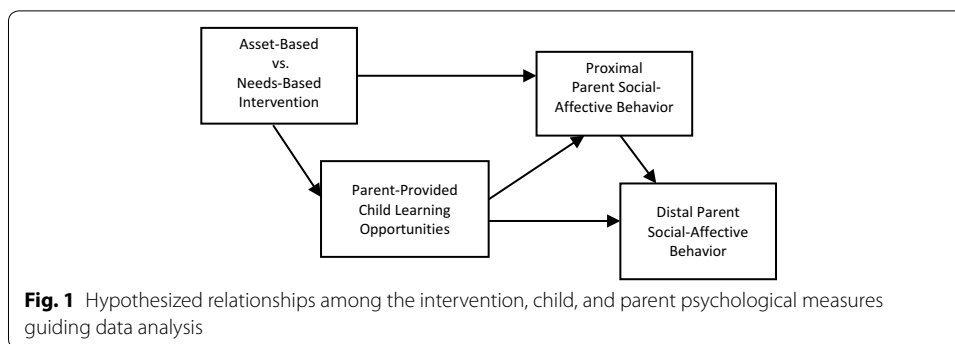 Asset-Based
vs.
Needs-Based
Intervention
Proximal
Parent Social-
Affective Behavior
Parent-Provided
Child Learning
Opportunities
Distal Parent
Social-Affective
Behavior
Fig. 1 Hypothesized relationships among the intervention, child, and parent psychological measures
guiding data analysis